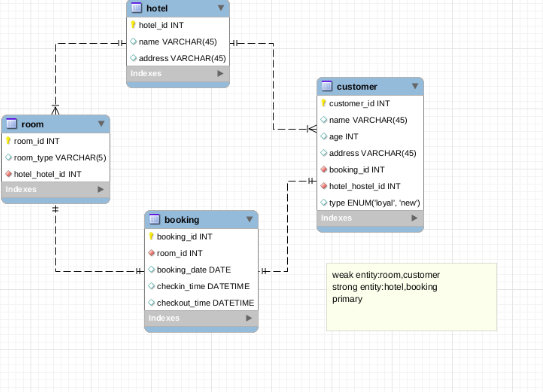 hotel
hotel_id INT
name VARCHAR(45)
address VARCHAR(45)
Indexes
customer
customer_id INT
name VARCHAR(45)
age INT
address VARCHAR(45)
booking_id INT
hotel_hostel_id INT
type ENUM('loyal', 'new')
Indexes
room
room_id INT
room_type VARCHAR(5)
hotel_hotel_id INT
Indexes
booking
booking_id INT
room_id INT
booking_date DATE
checkin_time DATETIME
checkout_time DATETIME
Indexes
weak entity:room,customer
strong entity:hotel,booking
primary